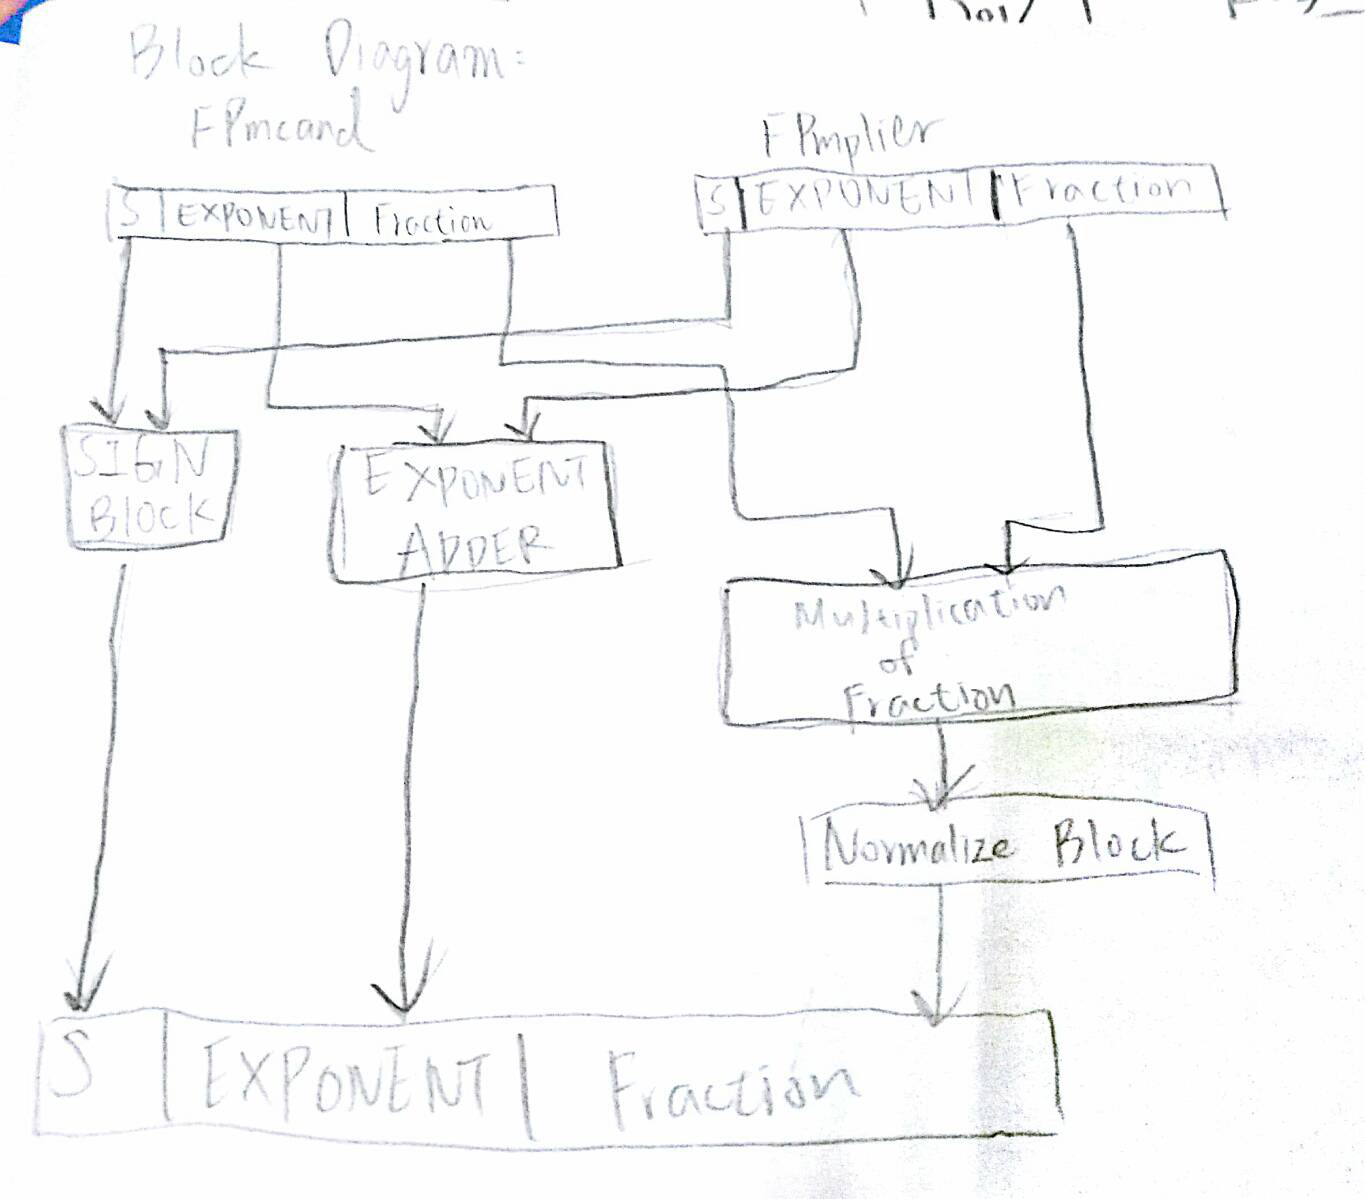 Block Diagram:
FPmcand
FPmplier
S EXPONENT Fraction
S EXPONENT Fraction
SIGN
Block
EXPONENT
ADDER
Multiplication
of
Fraction
Normalize Block
S EXPONENT Fraction